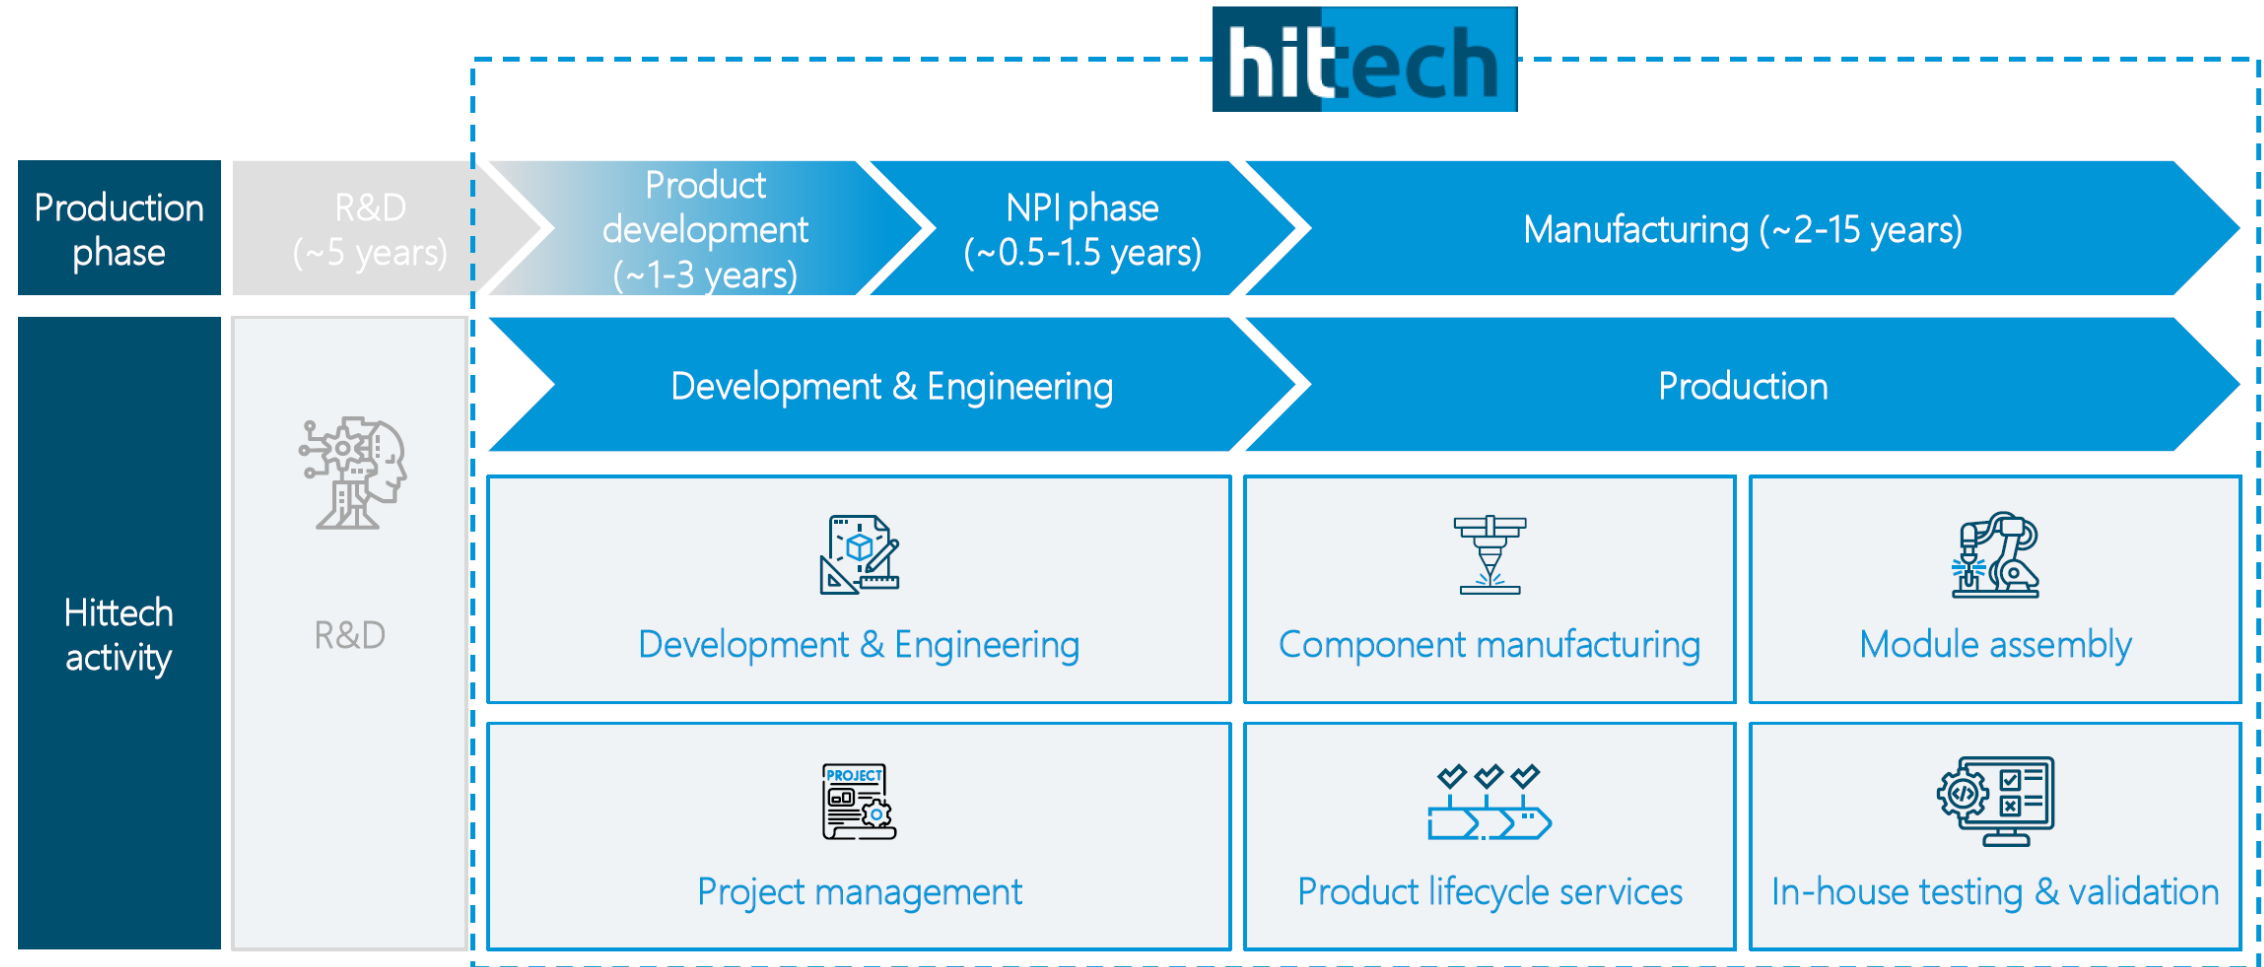 hittech
Production
phase
R&D
(~5 years)
Product
development
(~1-3 years)
NPI phase
(~0.5-1.5 years)
Manufacturing (~2-15 years)
Hittech
activity
R&D
Development & Engineering
Production
Development & Engineering
Component manufacturing
Module assembly
PROJECT
Project management
Product lifecycle services
</>
In-house testing & validation